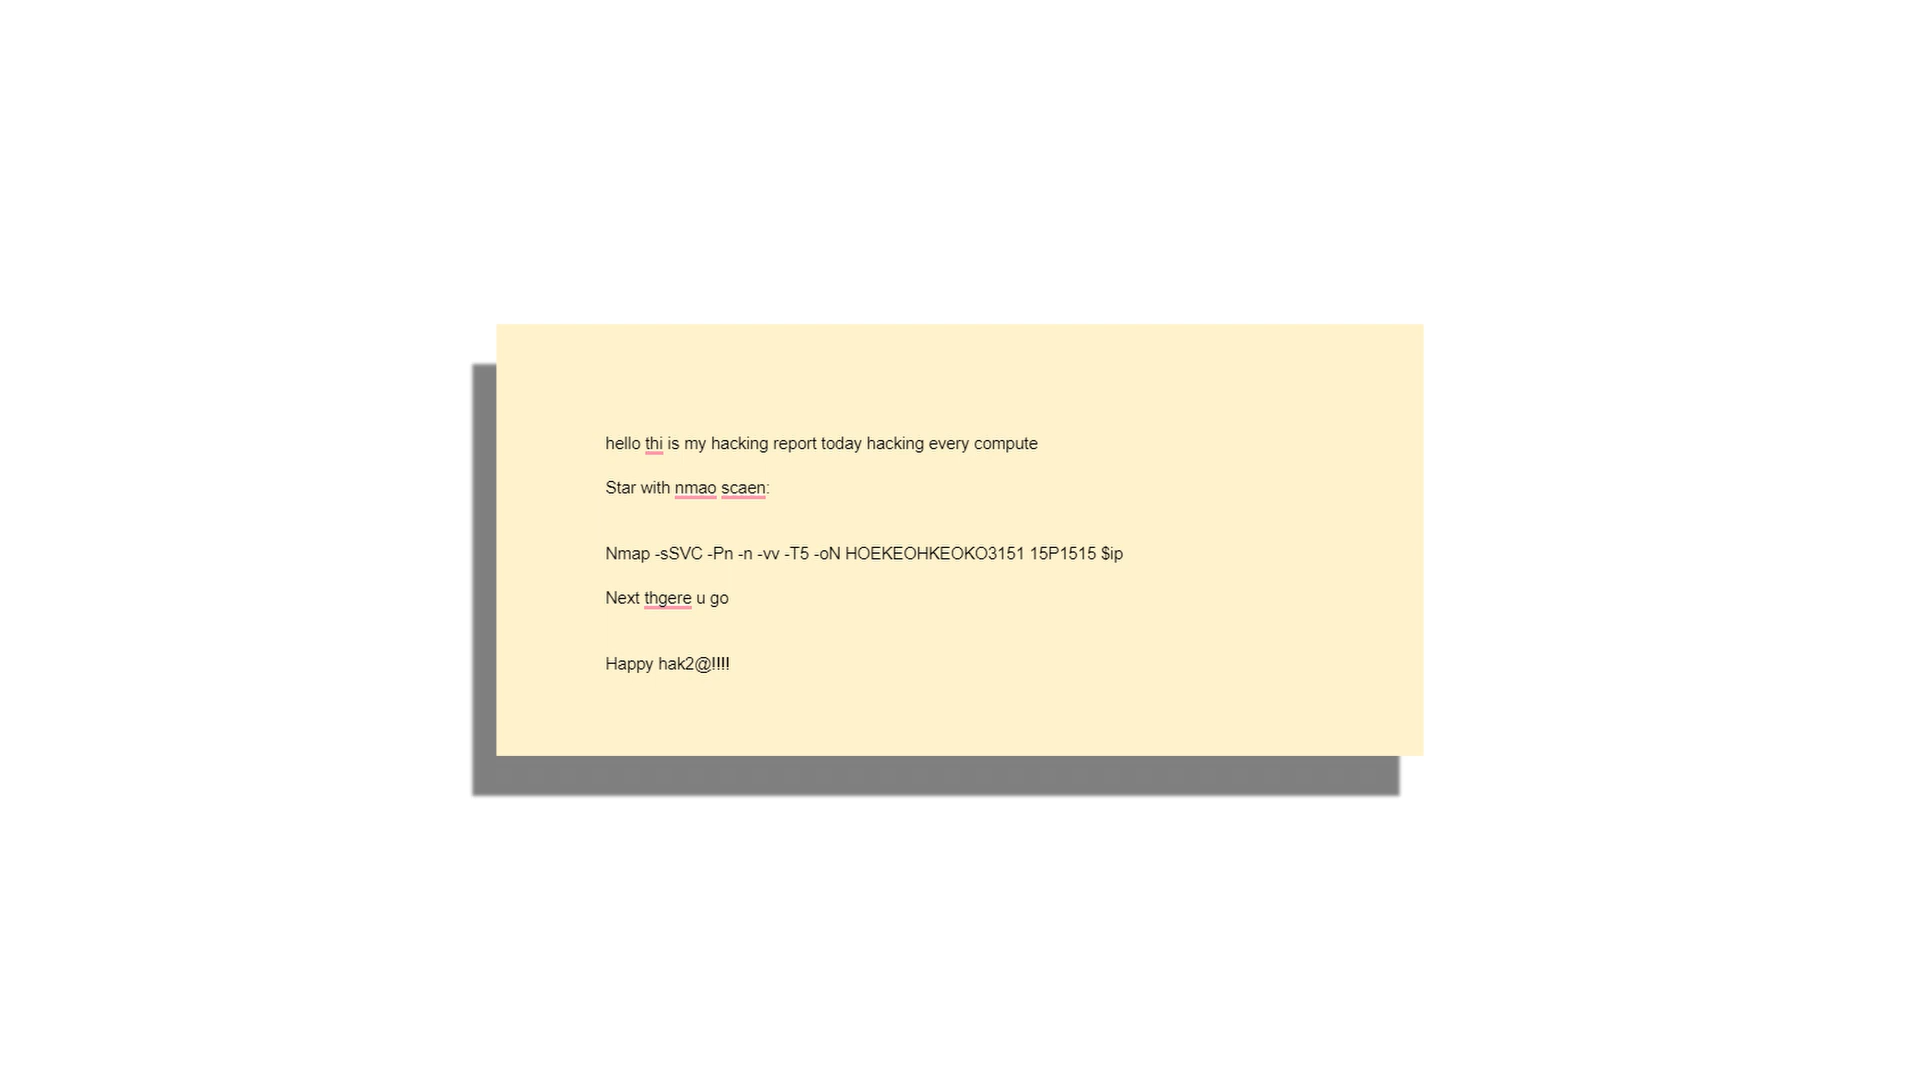 hello thi is my hacking report today hacking every compute
Star with nmao scaen:
Nmap -sSVC -Pn -n -vv -T5 -oN HOEKEOHKEOKO3151 15P1515 $ip
Next thgere u go
Happy hak2@!!!!